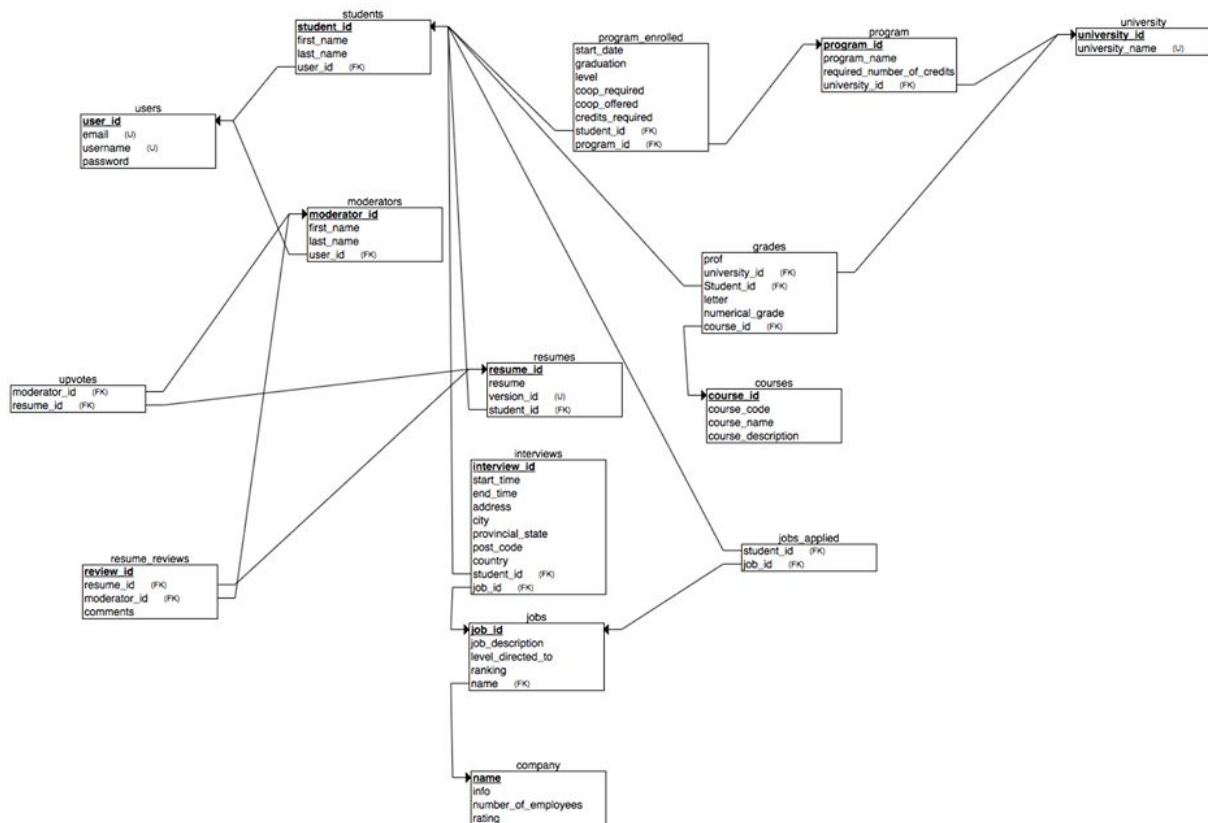 students
student_id
first_name
last_name
user_id (FK)
program_enrolled
start_date
graduation
level
coop_required
coop_offered
credits_required
student_id (FK)
program_id (FK)
program
program_id
program_name
required_number_of_credits
university_id (FK)
university
university_id
university_name (U)
users
user_id
email (U)
username (U)
password
moderators
moderator_id
first_name
last_name
user_id (FK)
grades
prof
university_id (FK)
Student_id (FK)
letter
numerical_grade
course_id (FK)
upvotes
moderator_id (FK)
resume_id (FK)
resumes
resume_id
resume
version_id (U)
student_id (FK)
courses
course_id
course_code
course_name
course_description
interviews
interview_id
start_time
end_time
address
city
provincial_state
post_code
country
student_id (FK)
job_id (FK)
jobs_applied
student_id (FK)
job_id (FK)
resume_reviews
review_id
resume_id (FK)
moderator_id (FK)
comments
jobs
job_id
job_description
level_directed_to
ranking
name (FK)
company
name
info
number_of_employees
rating